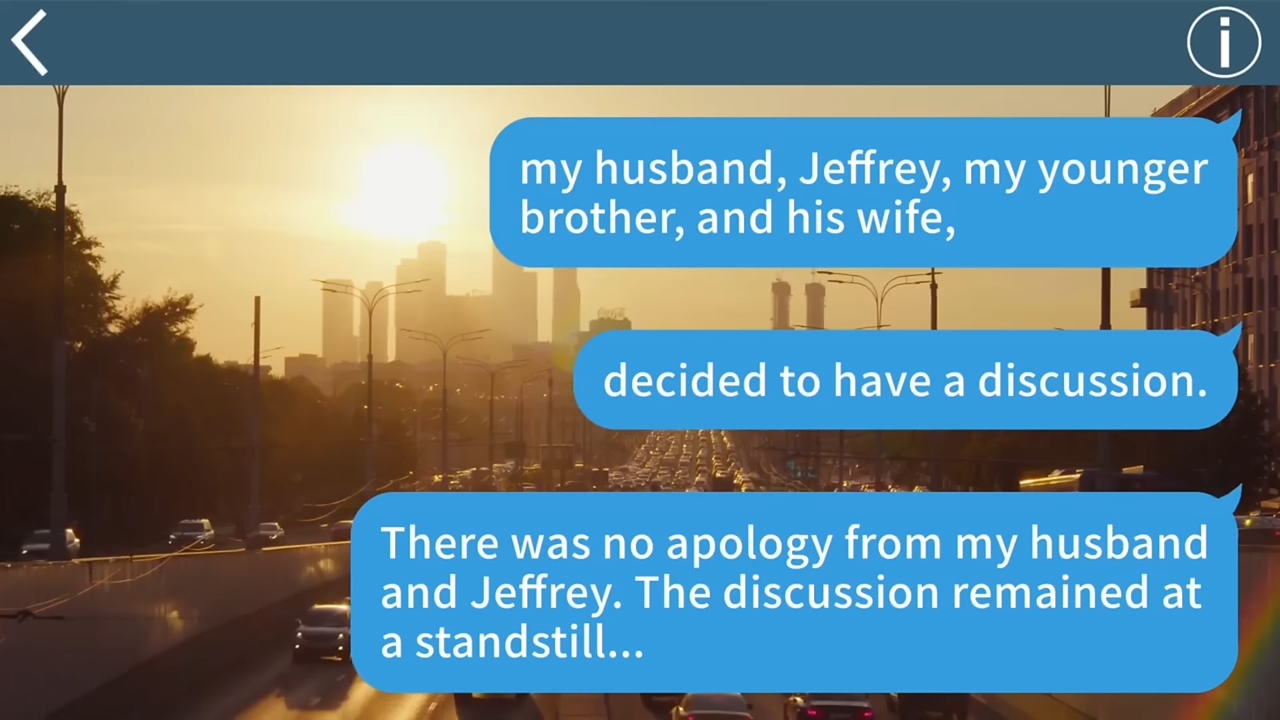 my husband, Jeffrey, my younger
brother, and his wife,
decided to have a discussion.
There was no apology from my husband
and Jeffrey. The discussion remained at
a standstill...